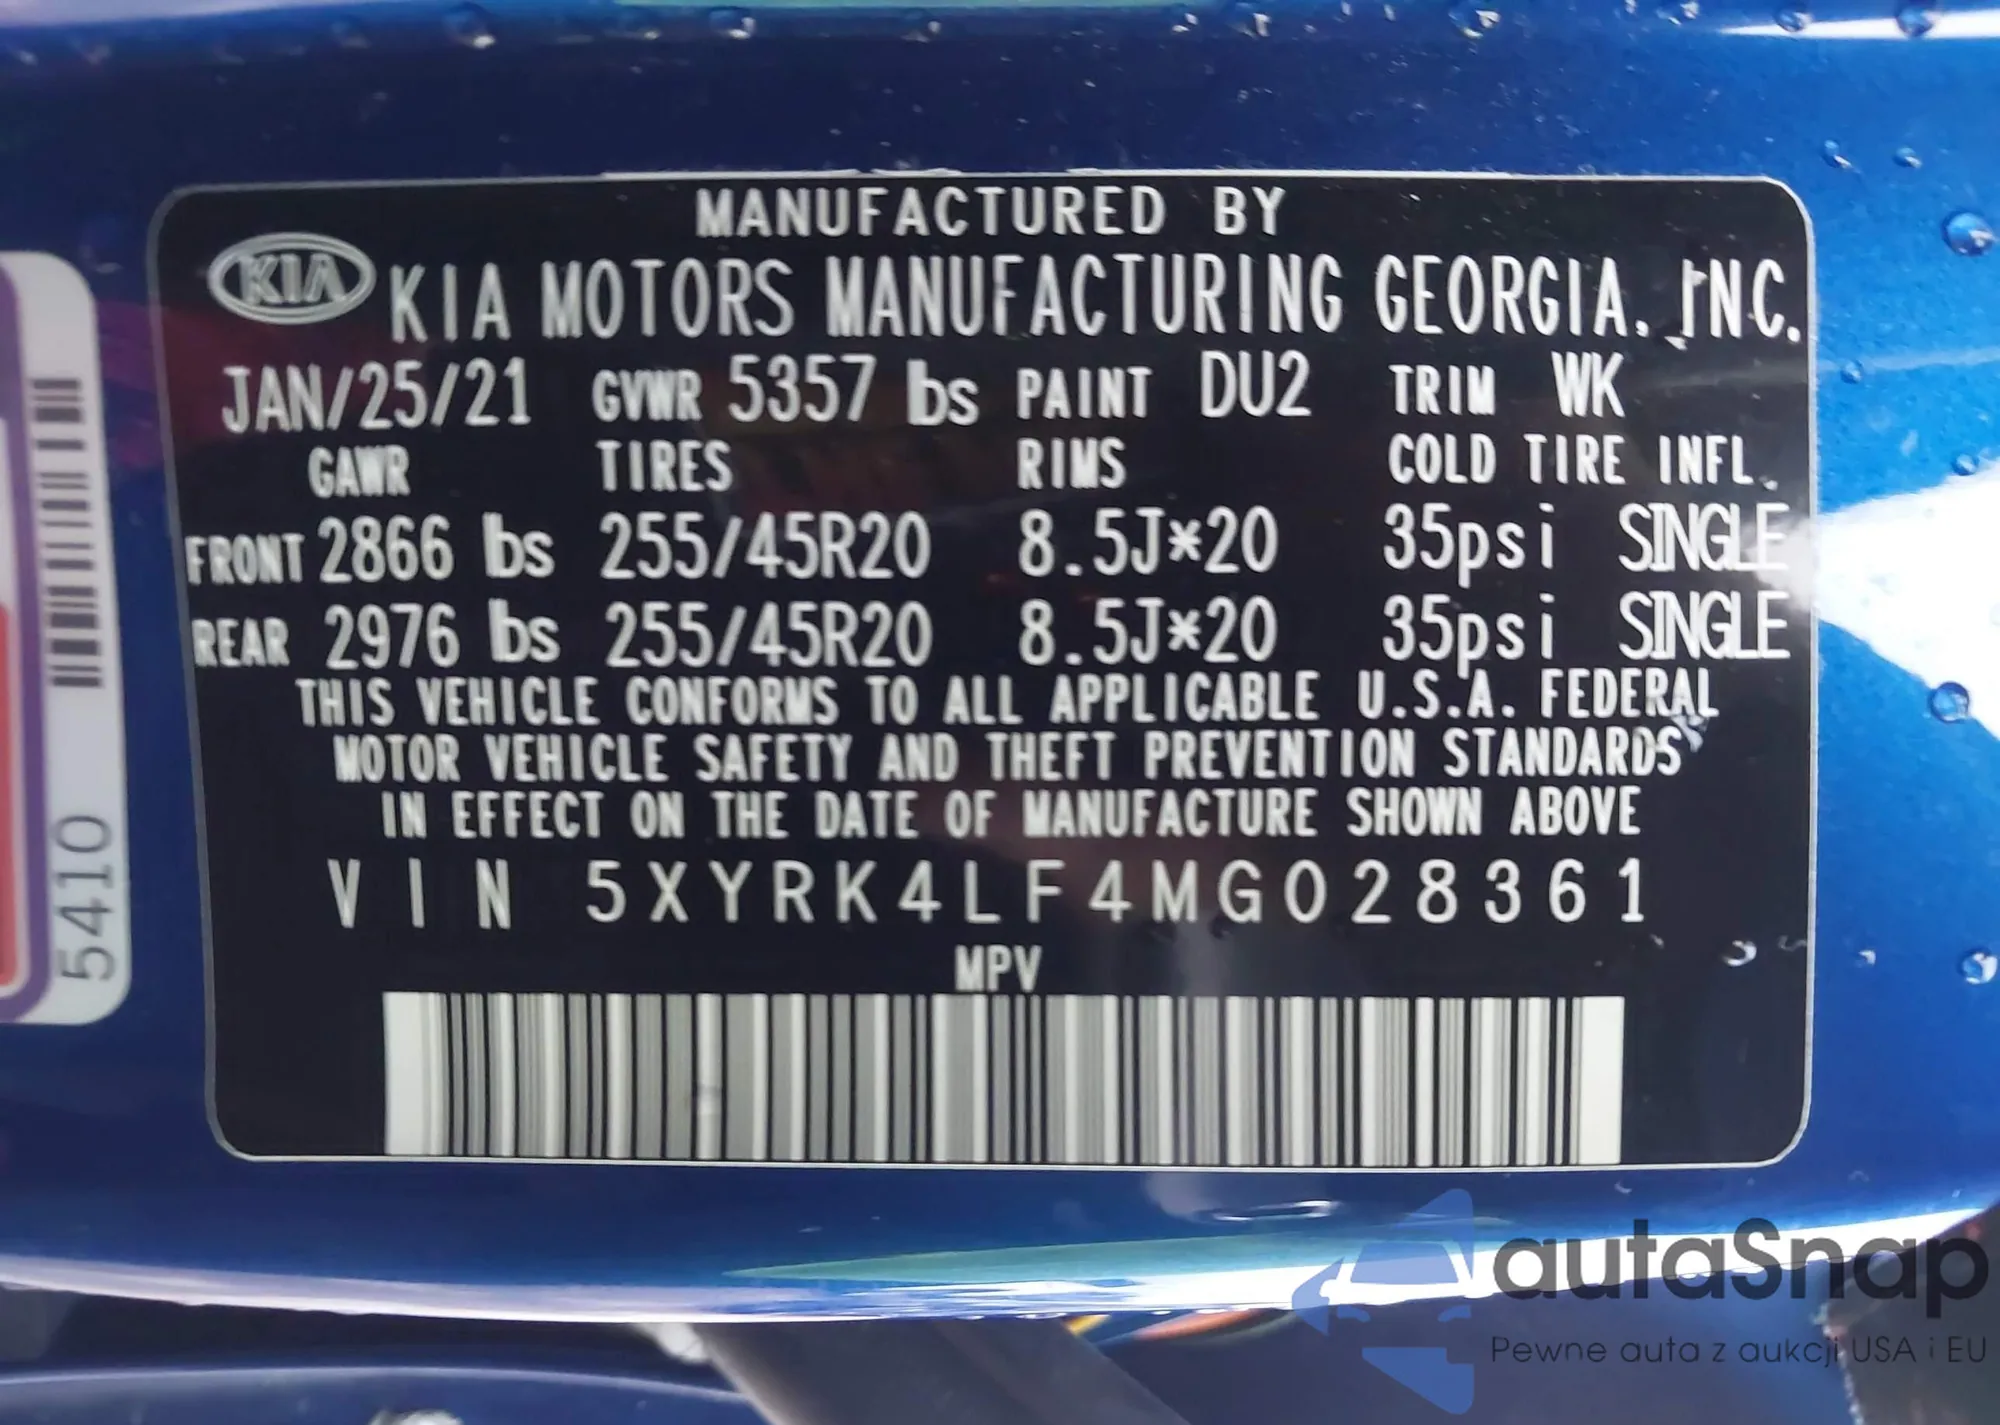 MANUFACTURED BY
KIA KIA MOTORS MANUFACTURING GEORGIA, INC.
JAN/25/21 GVWR 5357 lbs PAINT DU2 TRIM WK
GAWR TIRES RIMS COLD TIRE INFL.
FRONT 2866 lbs 255/45R20 8.5J*20 35psi SINGLE
REAR 2976 lbs 255/45R20 8.5J*20 35psi SINGLE
THIS VEHICLE CONFORMS TO ALL APPLICABLE U.S.A. FEDERAL
MOTOR VEHICLE SAFETY AND THEFT PREVENTION STANDARDS
IN EFFECT ON THE DATE OF MANUFACTURE SHOWN ABOVE
VIN 5XYRK4LF4MG028361
MPV
5410
autaSnap
Pewne auta z aukcji USA i EU